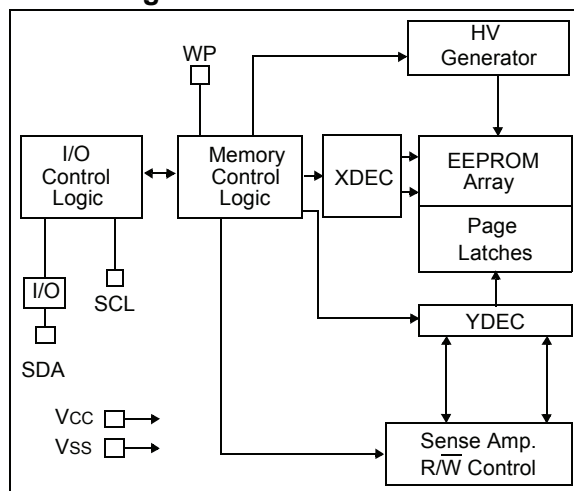 WP
HV
Generator
I/O
Control
Logic
Memory
Control
Logic
XDEC
EEPROM
Array
Page
Latches
I/O
SCL
SDA
YDEC
VCC
VSS
Sense Amp.
R/W̅ Control